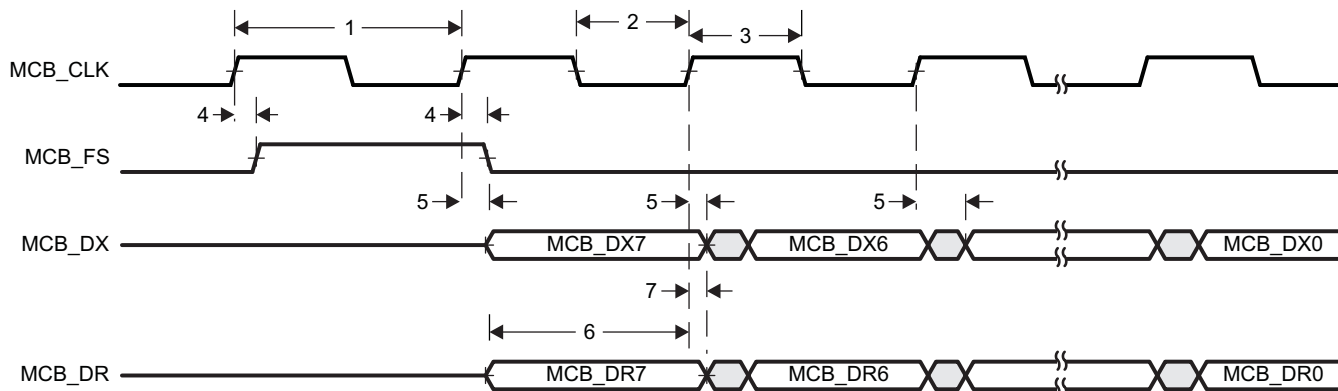 1
2
3
MCB_CLK
4
4
MCB_FS
5
5
5
MCB_DX
MCB_DX7
MCB_DX6
MCB_DX0
7
6
MCB_DR
MCB_DR7
MCB_DR6
MCB_DR0